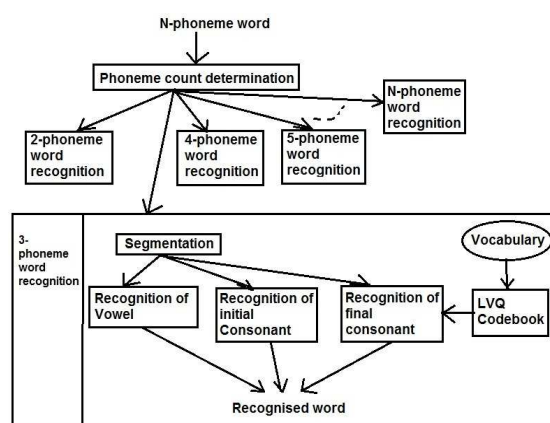 N-phoneme word
Phoneme count determination
N-phoneme
word
recognition
2-phoneme
word
recognition
4-phoneme
word
recognition
5-phoneme
word
recognition
3-
phoneme
word
recognition
Segmentation
Vocabulary
Recognition of
Vowel
Recognition of
initial
Consonant
Recognition of
final
consonant
LVQ
Codebook
Recognised word